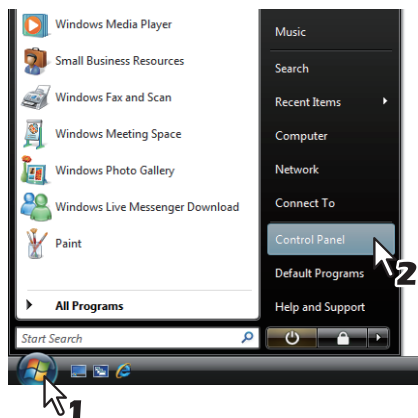 Windows Media Player
Small Business Resources
Windows Fax and Scan
Windows Meeting Space
Windows Photo Gallery
Windows Live Messenger Download
Paint
All Programs
Start Search
Music
Search
Recent Items
Computer
Network
Connect To
Control Panel
Default Programs
Help and Support
2
1